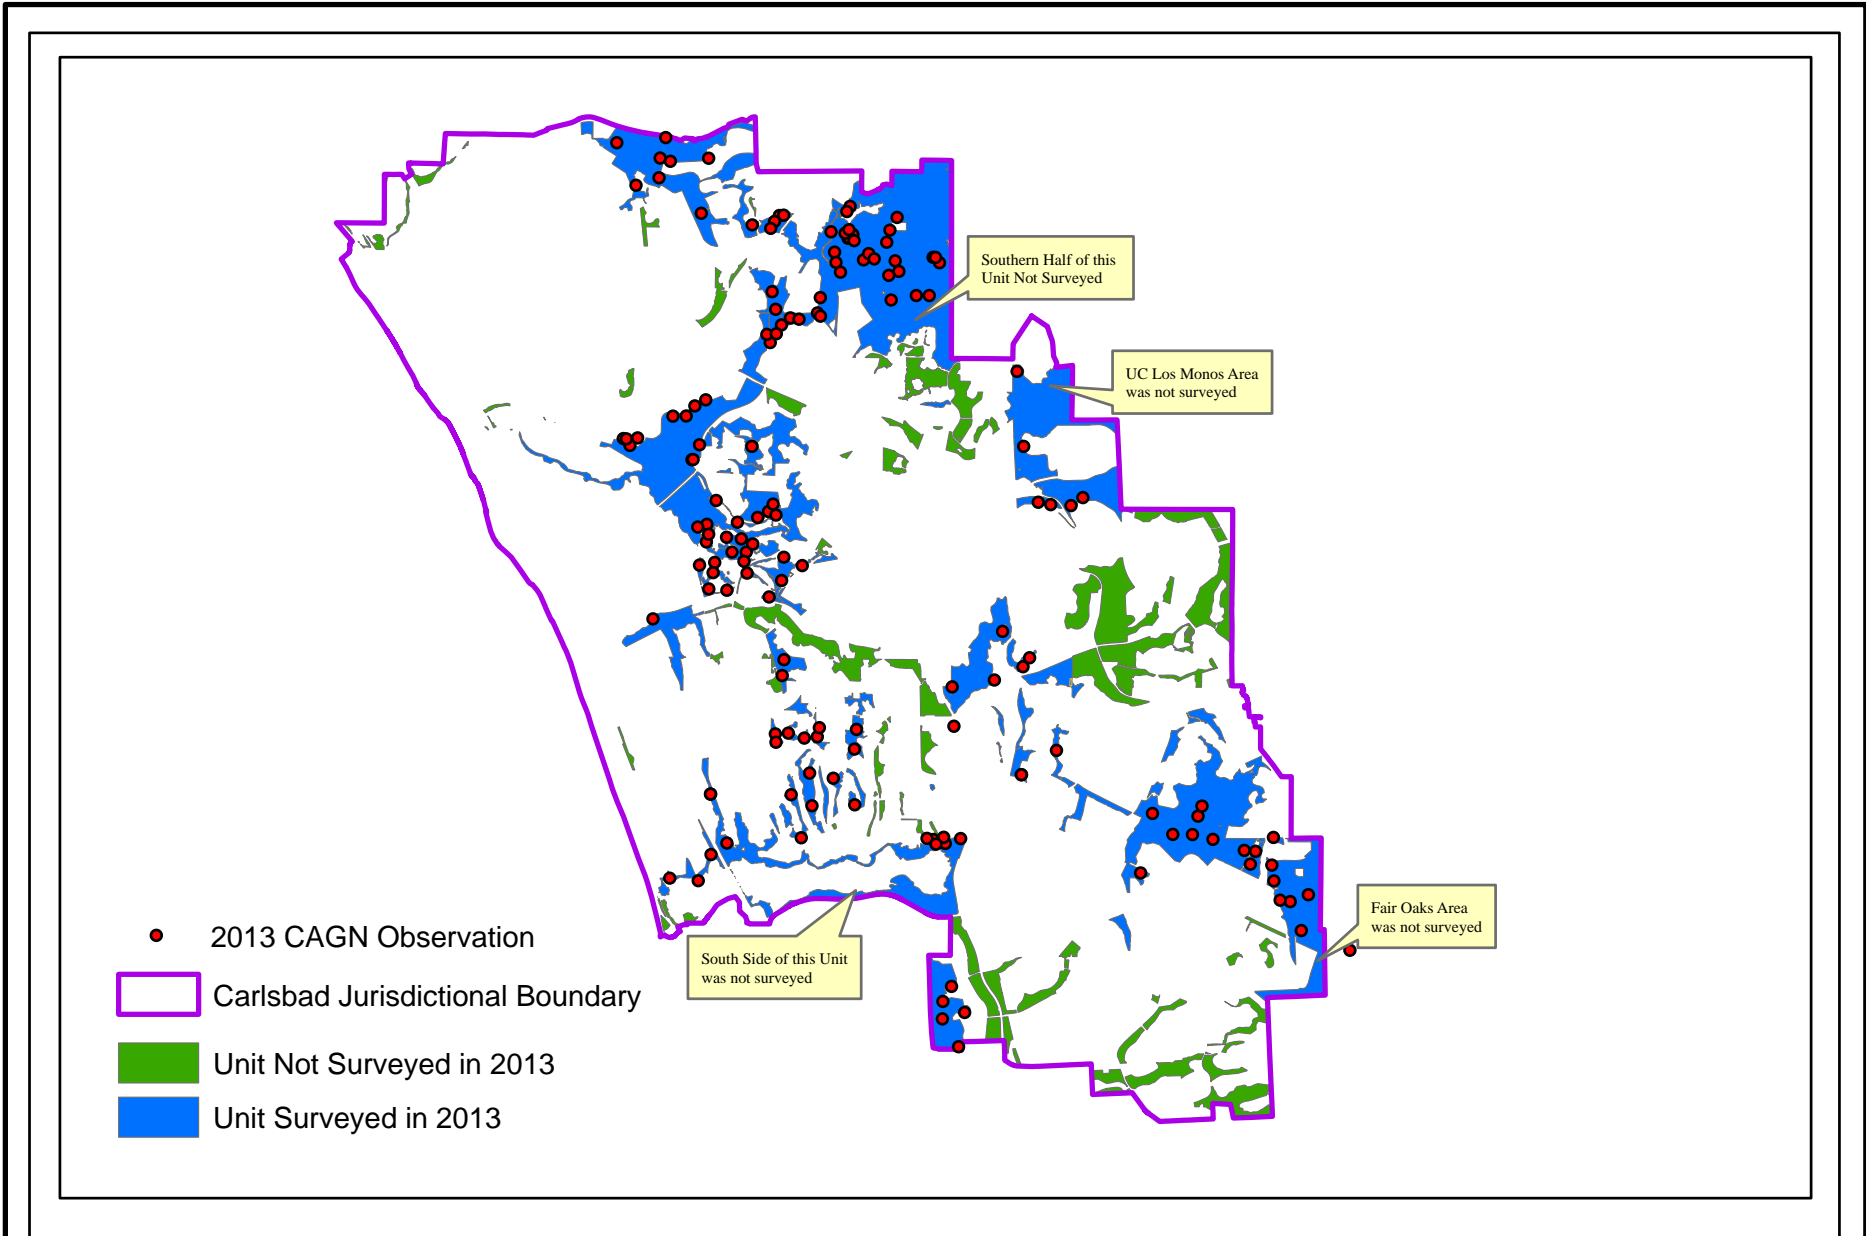 Southern Half of this
Unit Not Surveyed
UC Los Monos Area
was not surveyed
Fair Oaks Area
was not surveyed
South Side of this Unit
was not surveyed
2013 CAGN Observation
Carlsbad Jurisdictional Boundary
Unit Not Surveyed in 2013
Unit Surveyed in 2013